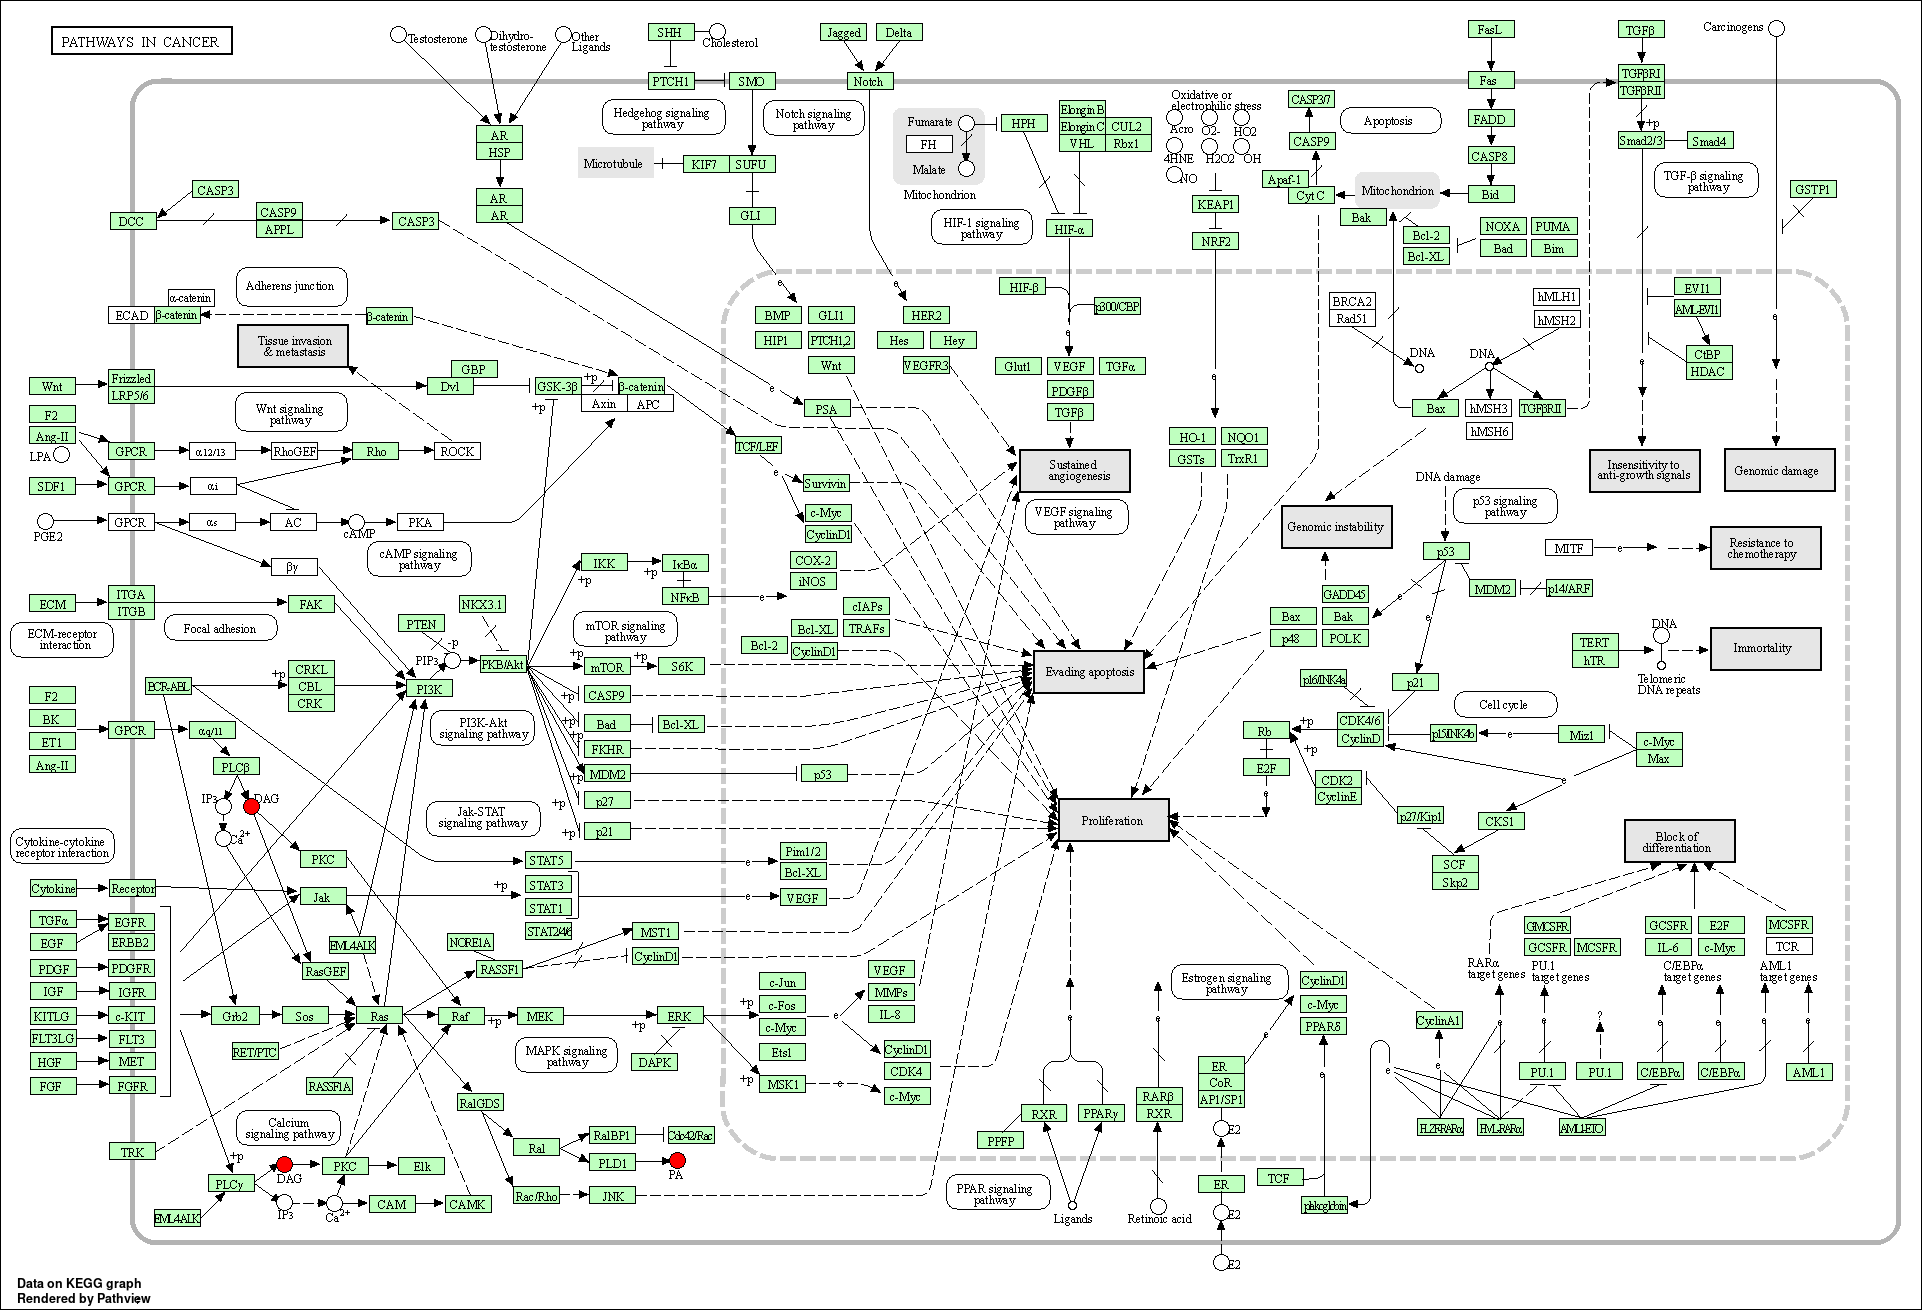 PATHWAYS IN CANCER
Testosterone
Dihydro-
testosterone
Other
Ligands
SHH
Cholesterol
Jagged
Delta
FasL
TGFβ
Carcinogens
PTCH1
SMO
Notch
Fas
TGFβRI
TGFβRII
Hedgehog signaling
pathway
Notch signaling
pathway
Oxidative or
electrophilic stress
Acro
O2-
HO2
4HNE
H2O2
OH
NO
CASP3/7
CASP9
Apoptosis
FADD
CASP8
Bid
+p
Smad2/3
Smad4
TGF-β signaling
pathway
GSTP1
AR
HSP
AR
AR
Microtubule
KIF7
SUFU
GLI
Fumarate
FH
Malate
Mitochondrion
HPH
Elongin B
Elongin C
CUL2
VHL
Rbx1
HIF-1 signaling
pathway
HIF-α
KEAP1
NRF2
Apaf-1
Cyt C
Mitochondrion
Bak
Bcl-2
Bcl-XL
NOXA
PUMA
Bad
Bim
CASP3
DCC
CASP9
APPL
CASP3
Adherens junction
α-catenin
ECAD
β-catenin
β-catenin
Tissue invasion
& metastasis
e
BMP
GLI1
HIP1
PTCH1,2
Wnt
e
HER2
Hes
Hey
VEGFR3
HIF-β
p300/CBP
e
Glut1
VEGF
TGFα
PDGFβ
TGFβ
e
BRCA2
Rad51
DNA
hMLH1
hMSH2
DNA
Bax
hMSH3
TGFβRII
hMSH6
EVI1
AML-EVI1
CtBP
HDAC
e
e
Wnt
Frizzled
LRP5/6
GBP
Dvl
GSK-3β
+p
β-catenin
+p
Axin
APC
Wnt signaling
pathway
F2
Ang-II
LPA
GPCR
α12/13
RhoGEF
Rho
ROCK
SDF1
GPCR
αi
PGE2
GPCR
αs
AC
cAMP
PKA
cAMP signaling
pathway
βγ
e
PSA
TCF/LEF
e
Survivin
c-Myc
CyclinD1
COX-2
iNOS
HO-1
NQO1
GSTs
TrxR1
Sustained
angiogenesis
VEGF signaling
pathway
Insensitivity to
anti-growth signals
Genomic damage
DNA damage
p53 signaling
pathway
Genomic instability
p53
MITF
e
Resistance to
chemotherapy
ECM
ITGA
ITGB
FAK
Focal adhesion
ECM-receptor
interaction
NKX3.1
PTEN
PIP3
-p
PKB/Akt
IKK
+p
+p
IκBα
NFκB
e
mTOR signaling
pathway
+p
mTOR
+p
S6K
+p
CASP9
+p
Bad
Bcl-XL
+p
FKHR
+p
MDM2
p53
+p
p27
+p
p21
cIAPs
Bcl-XL
TRAFs
Bcl-2
CyclinD1
Evading apoptosis
GADD45
Bax
Bak
p48
POLK
MDM2
p14/ARF
e
e
TERT
hTR
DNA
Telomeric
DNA repeats
Immortality
p21
p16/INK4a
Cell cycle
CDK4/6
CyclinD
+p
Rb
E2F
+p
e
p15/INK4b
e
Miz1
c-Myc
Max
CDK2
CyclinE
e
p27/Kip1
CKS1
SCF
Skp2
BCR-ABL
+p
CRKL
CBL
CRK
PI3K
PI3K-Akt
signaling pathway
F2
BK
ET1
Ang-II
GPCR
αq/11
PLCβ
IP3
DAG
Ca2+
PKC
Jak-STAT
signaling pathway
Proliferation
Block of
differentiation
Cytokine-cytokine
receptor interaction
Cytokine
Receptor
Jak
+p
STAT5
STAT3
STAT1
STAT2/4/6
e
e
Pim1/2
Bcl-XL
VEGF
TGFα
EGFR
EGF
ERBB2
PDGF
PDGFR
IGF
IGFR
KITLG
c-KIT
FLT3LG
FLT3
HGF
MET
FGF
FGFR
EML4-ALK
RasGEF
NORE1A
RASSF1
MST1
CyclinD1
Grb2
Sos
Ras
Raf
+p
MEK
+p
ERK
DAPK
RET/PTC
RASSF1A
MAPK signaling
pathway
+p
+p
c-Jun
c-Fos
c-Myc
Ets1
MSK1
e
e
VEGF
MMPs
IL-8
CyclinD1
CDK4
c-Myc
RalGDS
Calcium
signaling pathway
TRK
+p
PLCγ
DAG
IP3
Ca2+
PKC
Elk
CAM
CAMK
EML4-ALK
Ral
RalBP1
Cdc42/Rac
PLD1
PA
Rac/Rho
JNK
e
RXR
PPARγ
PPFP
PPAR signaling
pathway
Ligands
e
RARβ
RXR
Retinoic acid
Estrogen signaling
pathway
e
ER
CoR
AP1/SP1
E2
ER
E2
E2
CyclinD1
c-Myc
PPARδ
e
TCF
plakoglobin
CyclinA1
e
e
GMCSFR
GCSFR
MCSFR
RARα
target genes
PU.1
target genes
GCSFR
E2F
IL-6
c-Myc
C/EBPα
target genes
MCSFR
TCR
AML1
target genes
e
e
?
e
e
e
e
e
PU.1
PU.1
C/EBPα
C/EBPα
AML1
PLZF-RARα
PML-RARα
AML1-ETO
Data on KEGG graph
Rendered by Pathview